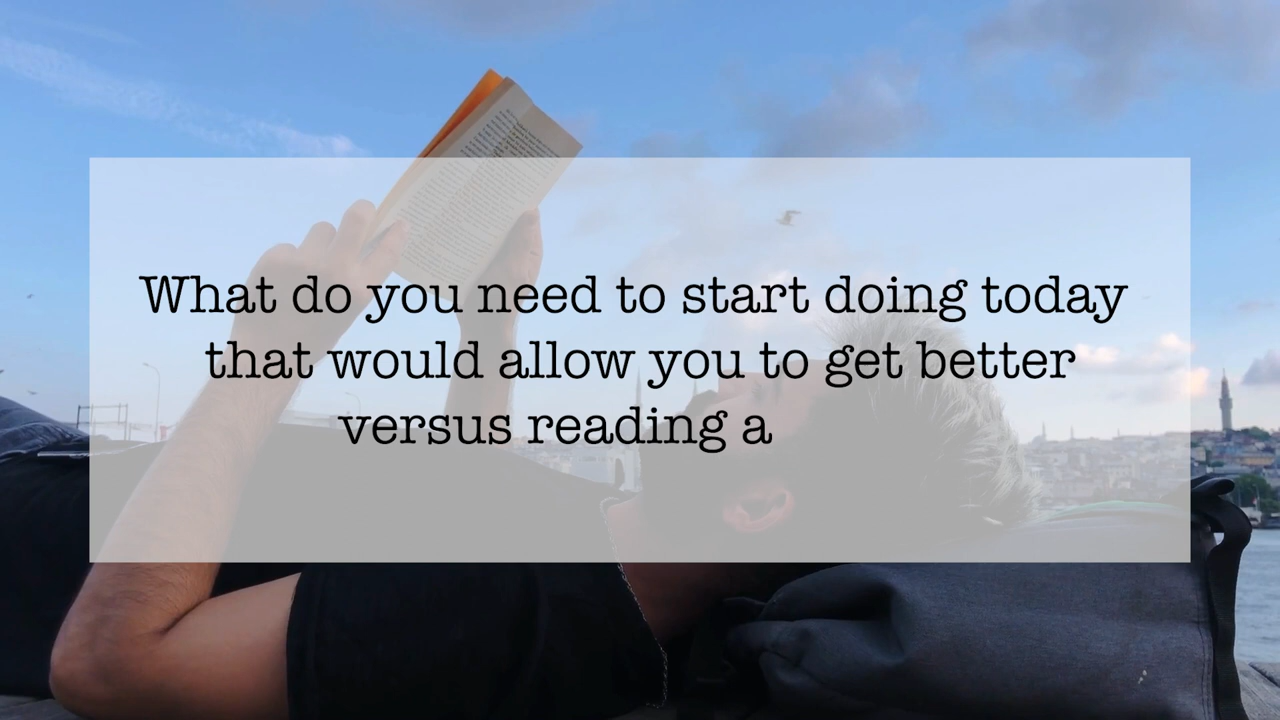 What do you need to start doing today
that would allow you to get better
versus reading a